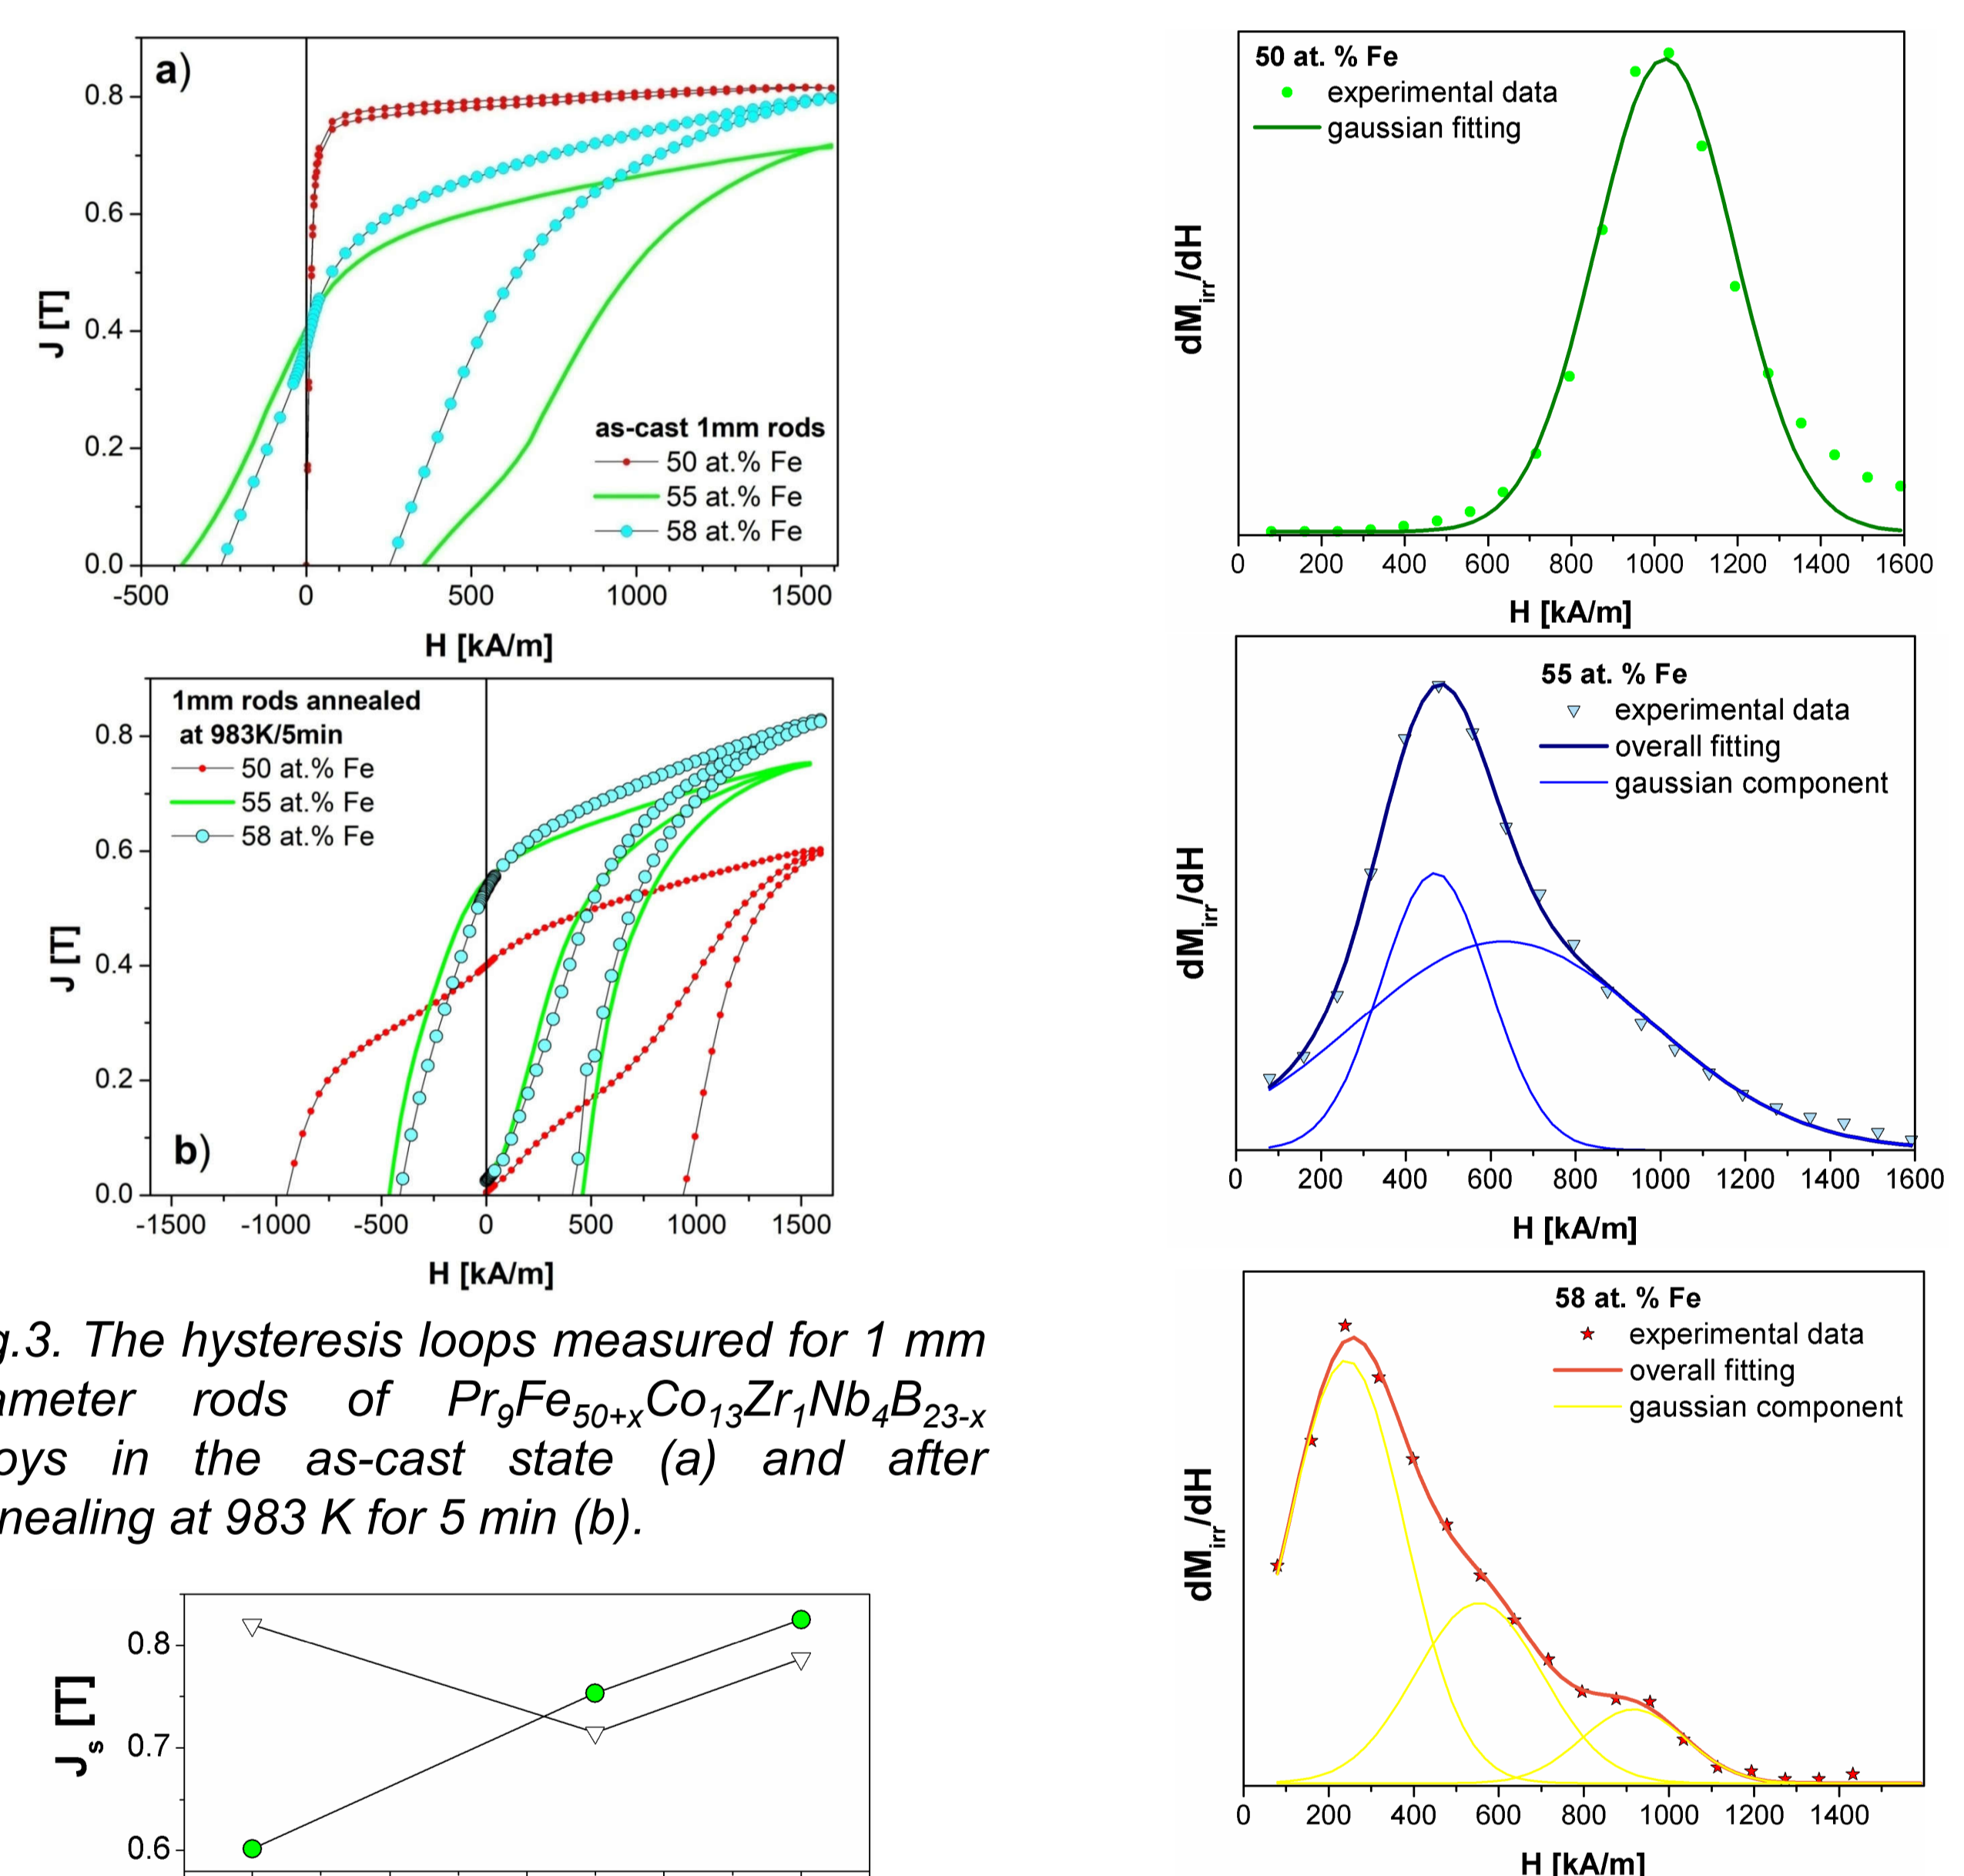 a)
0.8
0.6
0.4
0.2
0.0
J [T]
as-cast 1mm rods
50 at.% Fe
55 at.% Fe
58 at.% Fe
-500 0 500 1000 1500
H [kA/m]
1mm rods annealed
at 983K/5min
50 at.% Fe
55 at.% Fe
58 at.% Fe
0.8
0.6
0.4
0.2
0.0
J [T]
b)
-1500 -1000 -500 0 500 1000 1500
H [kA/m]
g.3. The hysteresis loops measured for 1 mm
ameter rods of Pr9Fe50+xCo13Zr1Nb4B23-x
oys in the as-cast state (a) and after
nealing at 983 K for 5 min (b).
0.8
0.7
0.6
Js [T]
50 at. % Fe
experimental data
gaussian fitting
dMirr/dH
0 200 400 600 800 1000 1200 1400 1600
H [kA/m]
55 at. % Fe
experimental data
overall fitting
gaussian component
dMirr/dH
0 200 400 600 800 1000 1200 1400 1600
H [kA/m]
58 at. % Fe
experimental data
overall fitting
gaussian component
dMirr/dH
0 200 400 600 800 1000 1200 1400
H [kA/m]